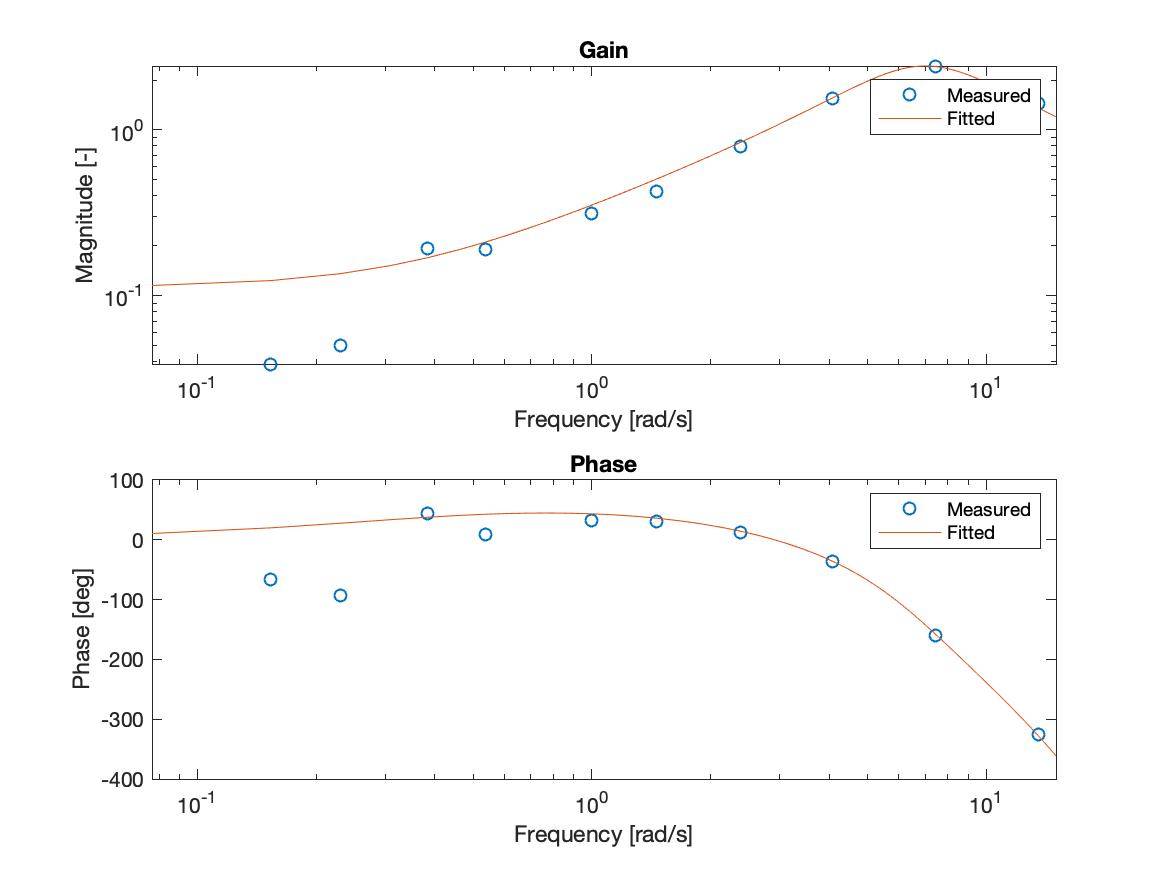 Gain
Magnitude [-]
10^0
10^-1
Measured
Fitted
10^-1
10^0
10^1
Frequency [rad/s]
Phase
Phase [deg]
100
0
-100
-200
-300
-400
Measured
Fitted
10^-1
10^0
10^1
Frequency [rad/s]